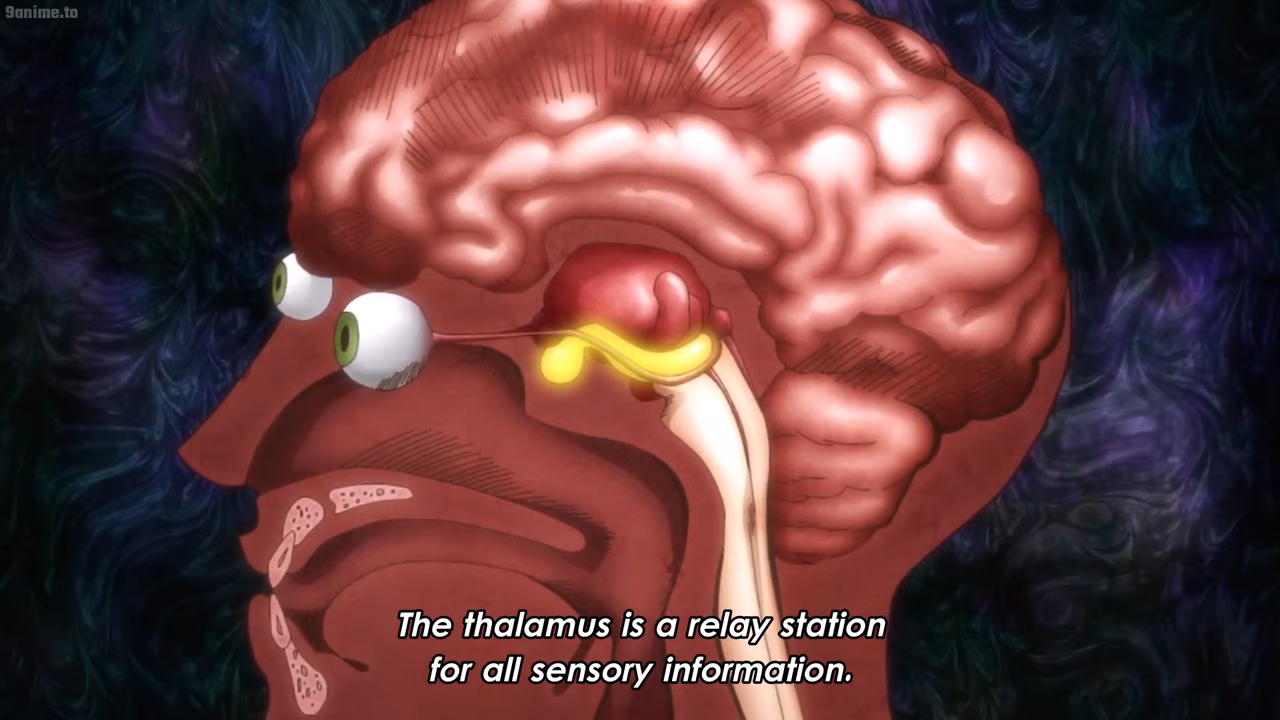 9anime.to
The thalamus is a relay station
for all sensory information.